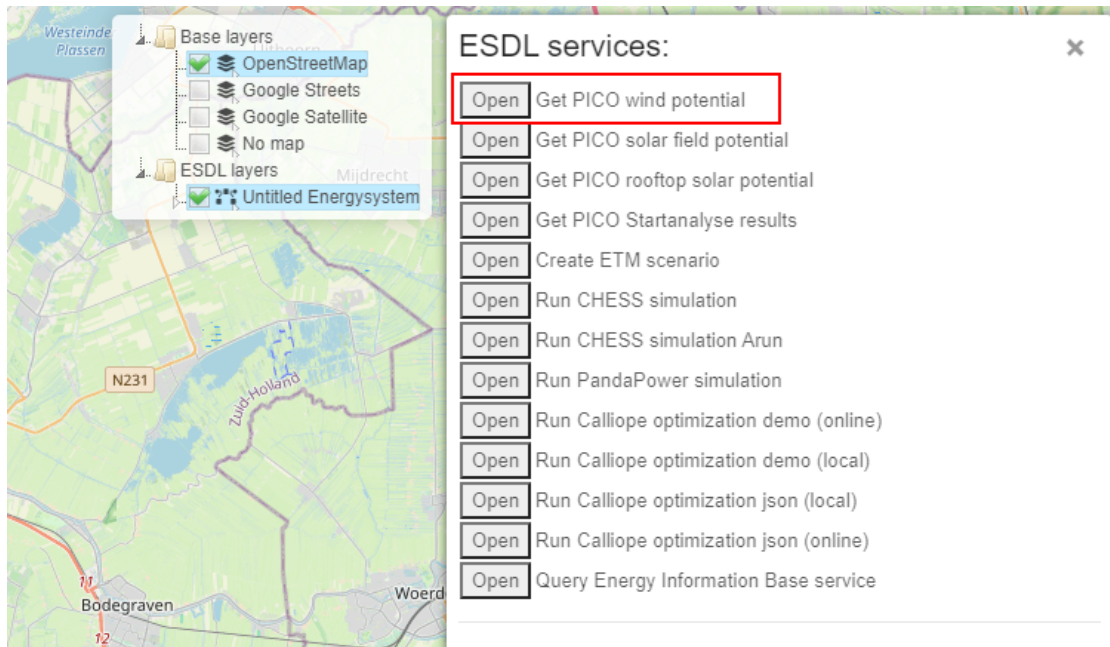 Westeinde
Plassen
Uithoorn
Base layers
OpenStreetMap
Google Streets
Google Satellite
No map
ESDL layers
Mijdrecht
Untitled Energysystem
N231
Zuid-Holland
11
Bodegraven
12
Woerd
ESDL services:
×
Open Get PICO wind potential
Open Get PICO solar field potential
Open Get PICO rooftop solar potential
Open Get PICO Startanalyse results
Open Create ETM scenario
Open Run CHESS simulation
Open Run CHESS simulation Arun
Open Run PandaPower simulation
Open Run Calliope optimization demo (online)
Open Run Calliope optimization demo (local)
Open Run Calliope optimization json (local)
Open Run Calliope optimization json (online)
Open Query Energy Information Base service